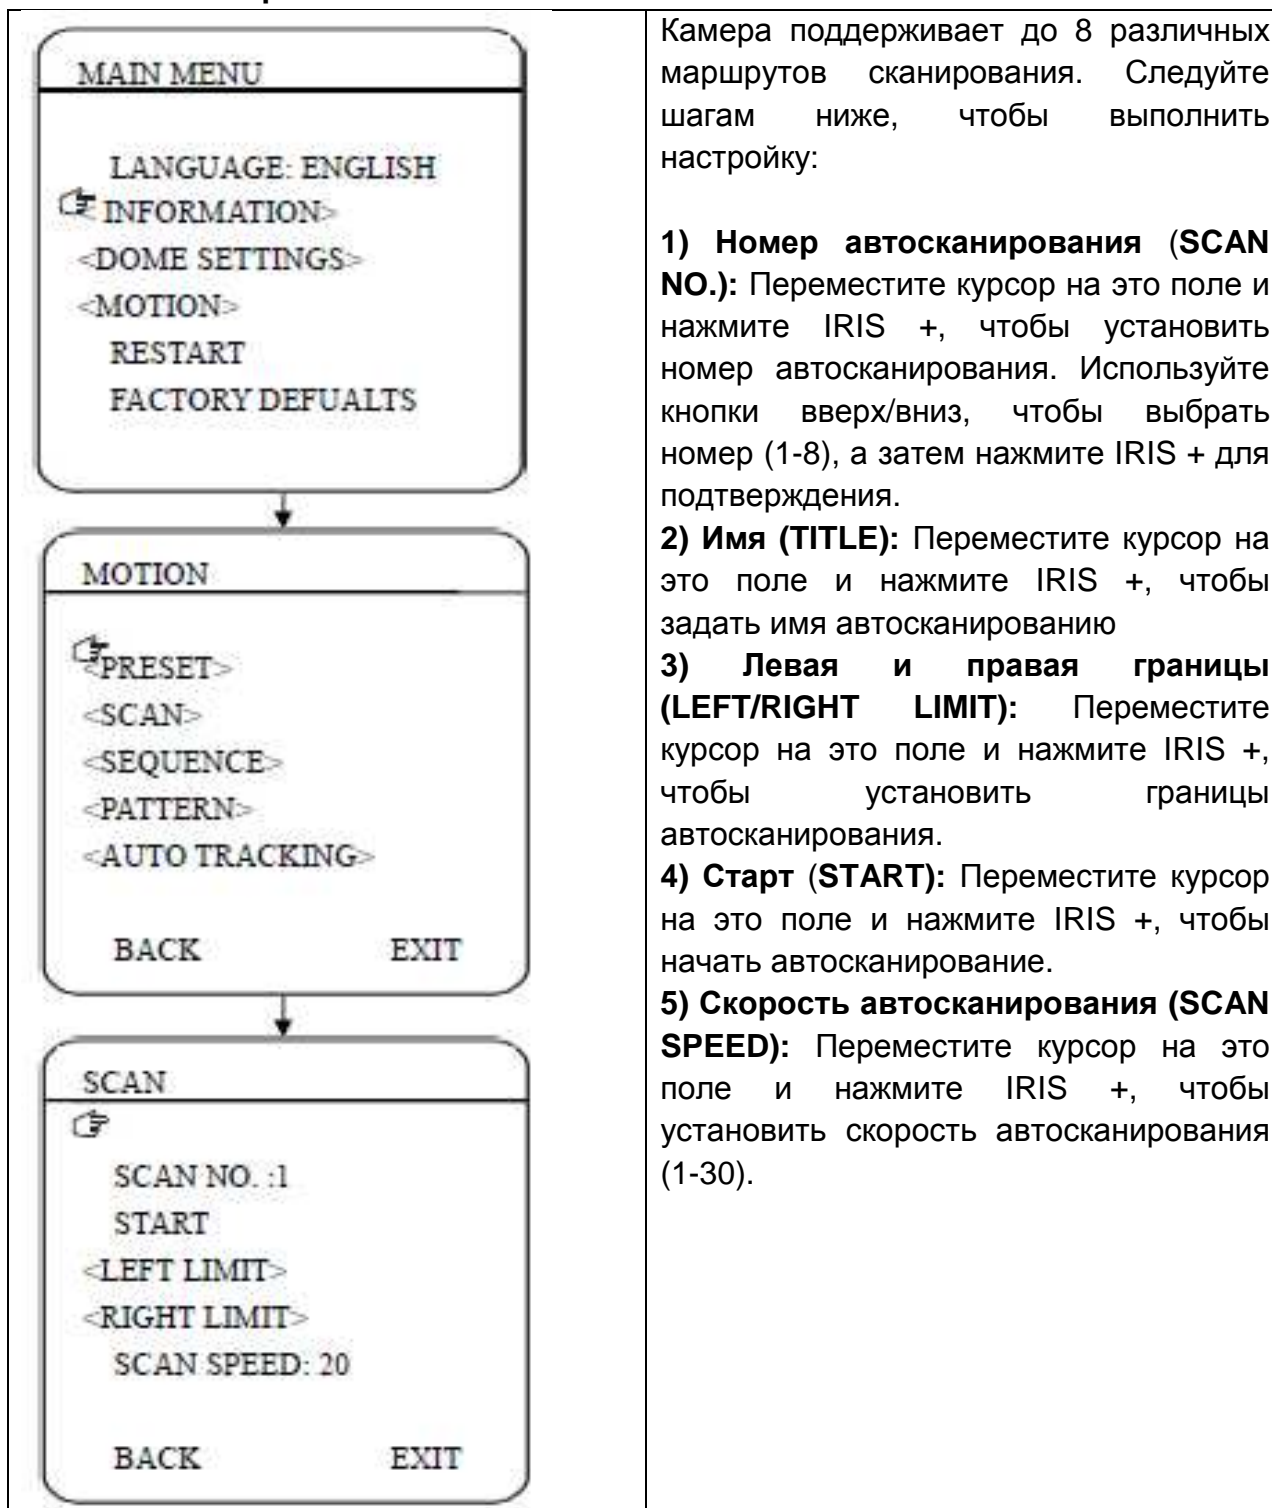 MAIN MENU
LANGUAGE: ENGLISH
INFORMATION>
<DOME SETTINGS>
<MOTION>
RESTART
FACTORY DEFUALTS
MOTION
<PRESET>
<SCAN>
<SEQUENCE>
<PATTERN>
<AUTO TRACKING>
BACK EXIT
SCAN
SCAN NO. :1
START
<LEFT LIMIT>
<RIGHT LIMIT>
SCAN SPEED: 20
BACK EXIT
Камера поддерживает до 8 различных
маршрутов сканирования. Следуйте
шагам ниже, чтобы выполнить
настройку:
1) Номер автосканирования (SCAN
NO.): Переместите курсор на это поле и
нажмите IRIS +, чтобы установить
номер автосканирования. Используйте
кнопки вверх/вниз, чтобы выбрать
номер (1-8), а затем нажмите IRIS + для
подтверждения.
2) Имя (TITLE): Переместите курсор на
это поле и нажмите IRIS +, чтобы
задать имя автосканированию
3) Левая и правая границы
(LEFT/RIGHT LIMIT): Переместите
курсор на это поле и нажмите IRIS +,
чтобы установить границы
автосканирования.
4) Старт (START): Переместите курсор
на это поле и нажмите IRIS +, чтобы
начать автосканирование.
5) Скорость автосканирования (SCAN
SPEED): Переместите курсор на это
поле и нажмите IRIS +, чтобы
установить скорость автосканирования
(1-30).